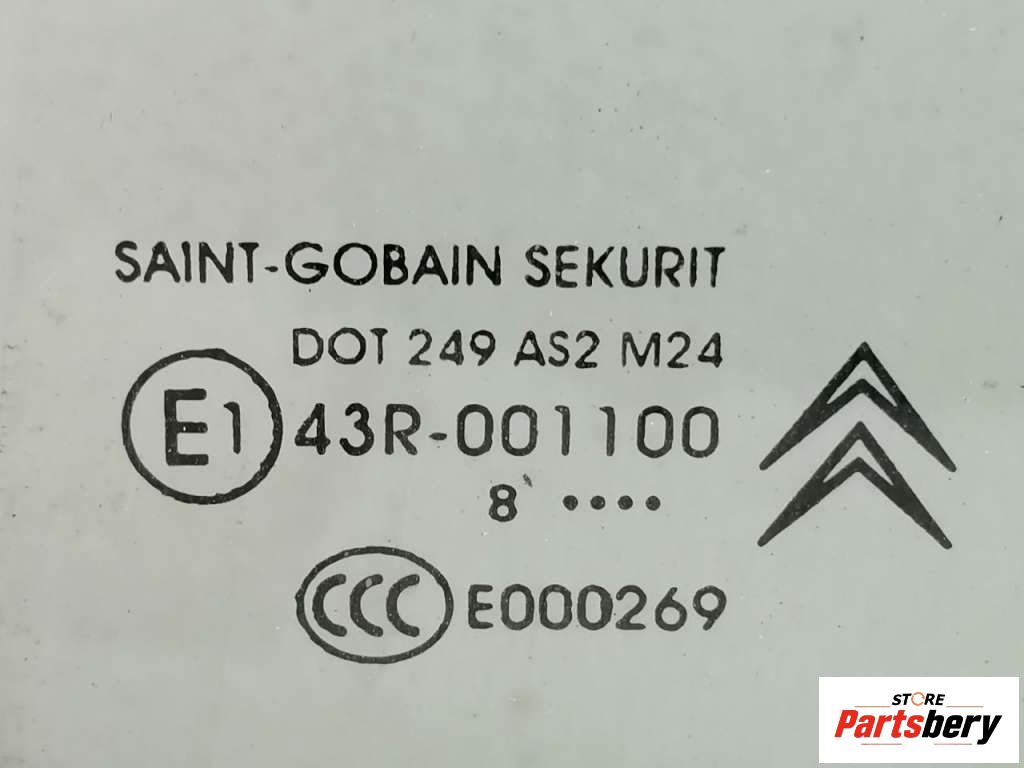 SAINT-GOBAIN SEKURIT
DOT 249 AS2 M24
E1 43R-001100
8 ••••
CCC E000269
STORE
Partsbery